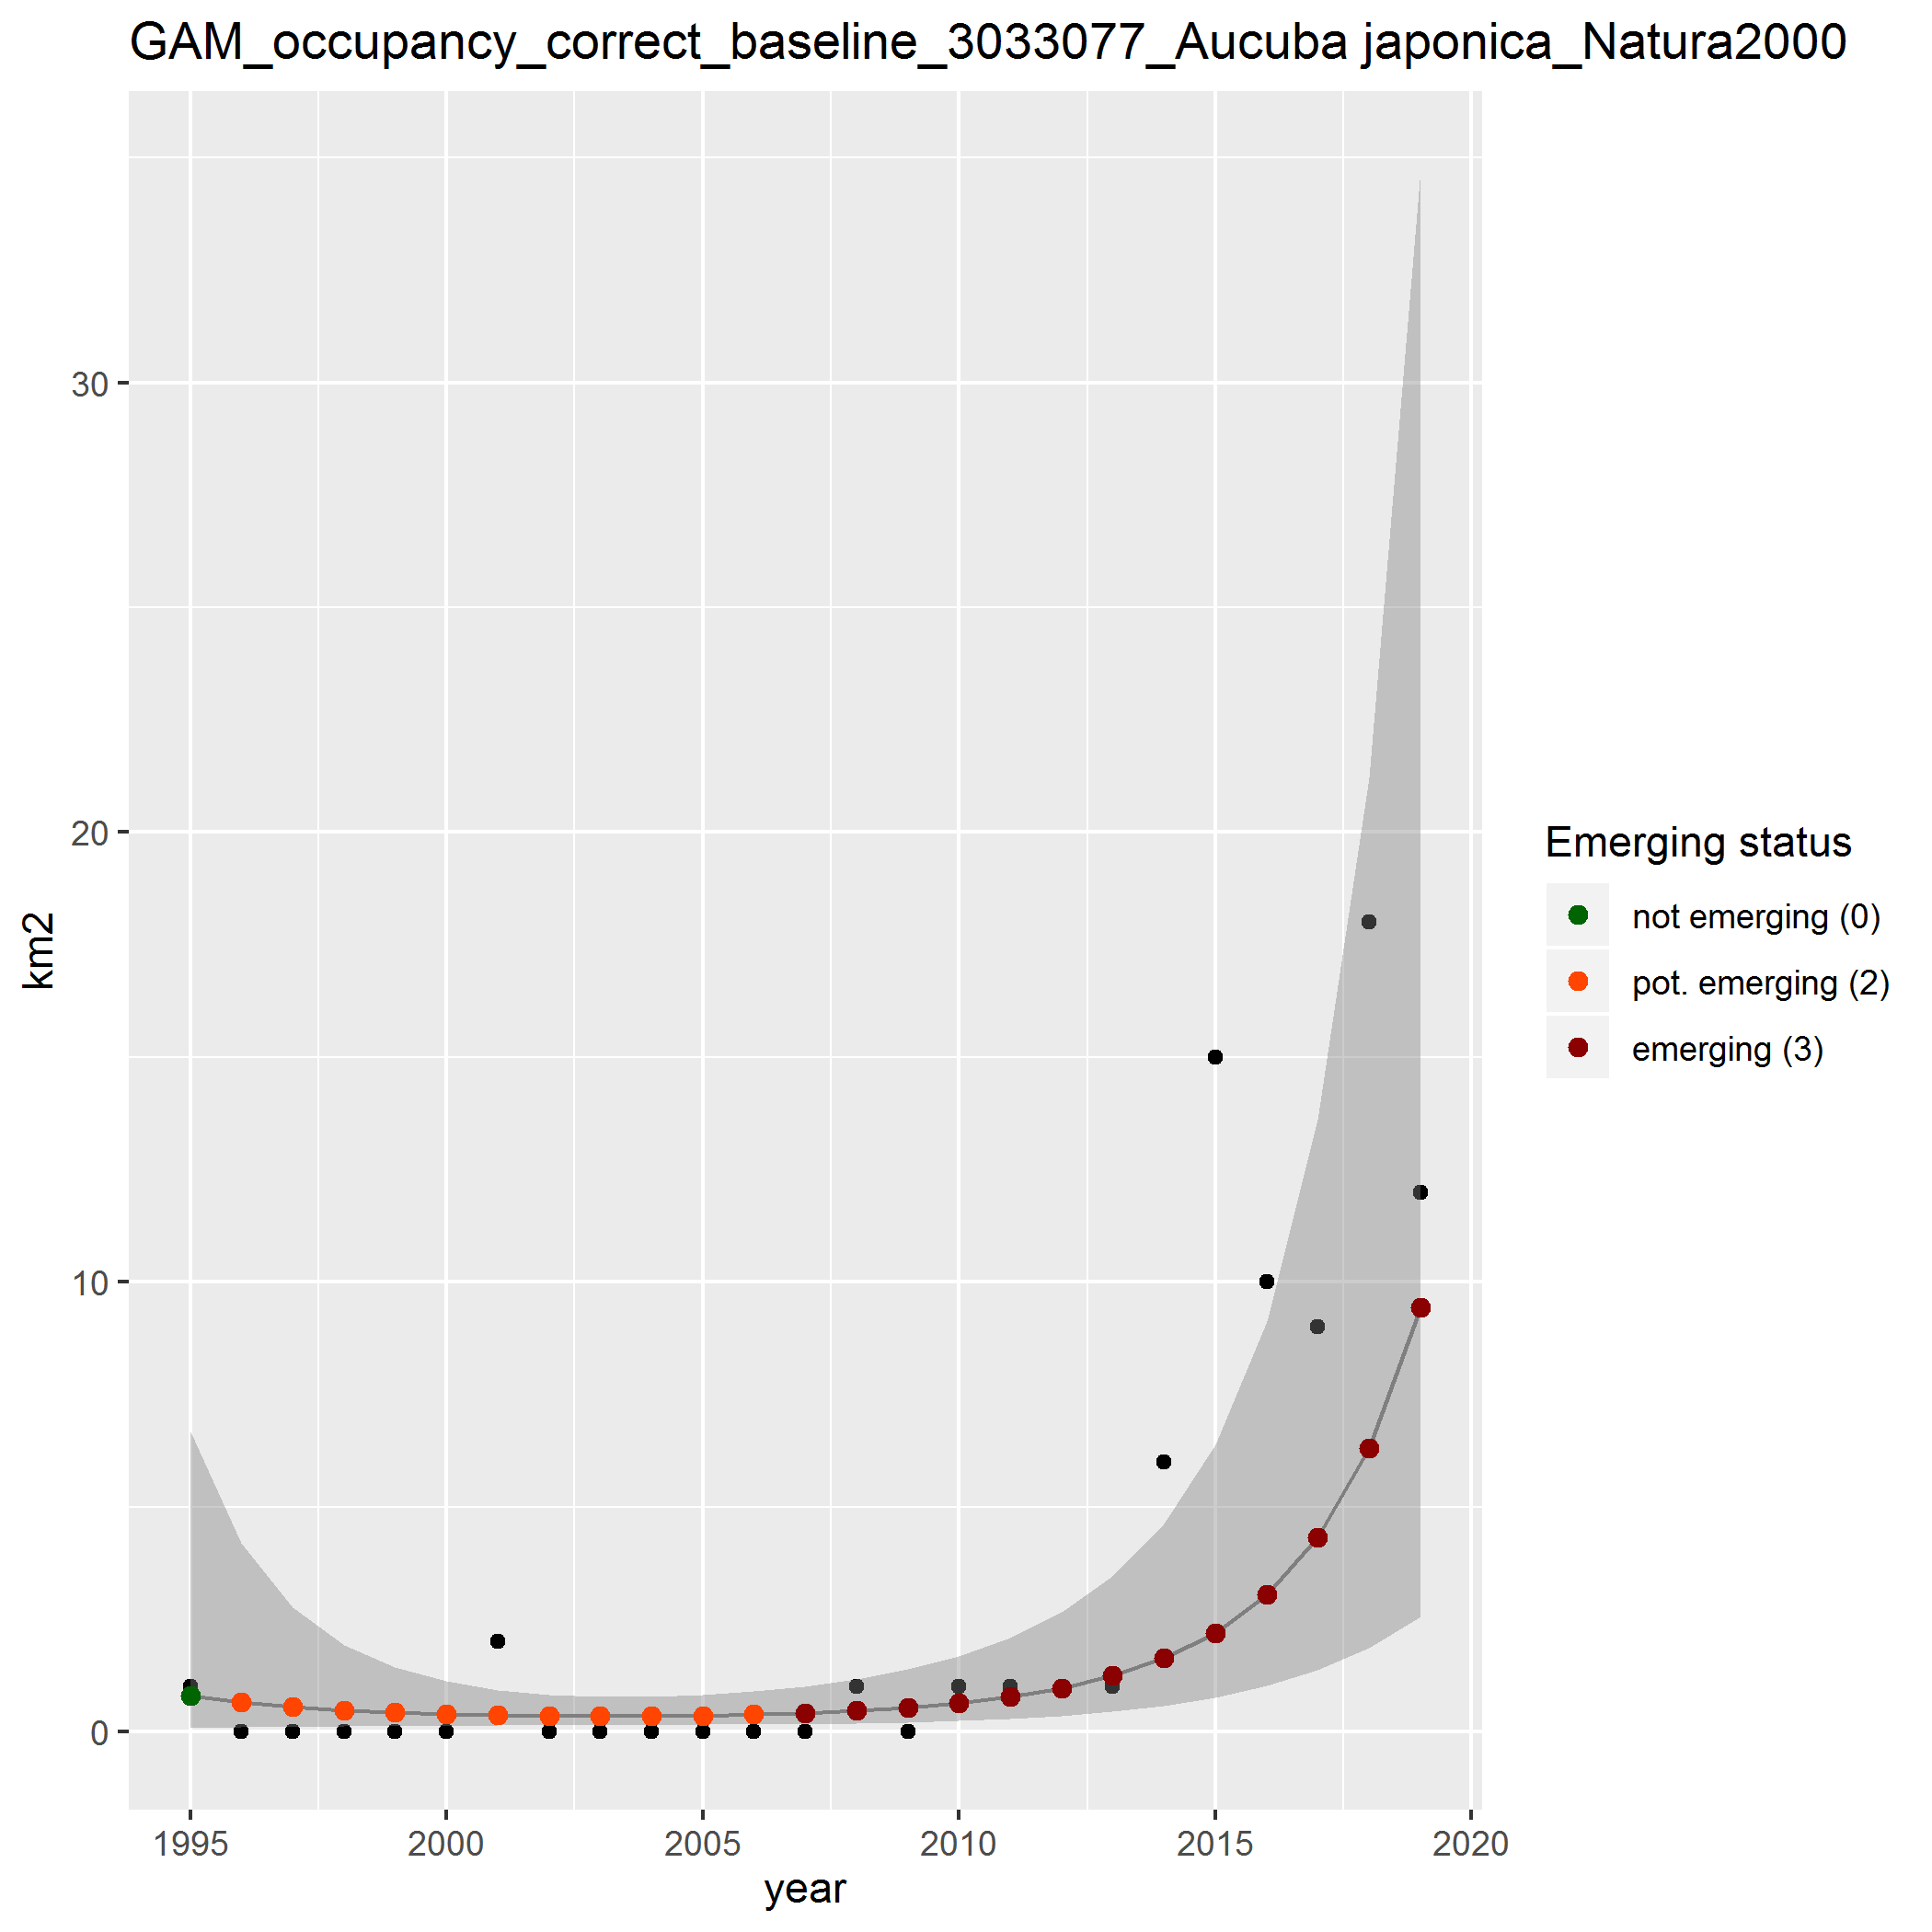 GAM_occupancy_correct_baseline_3033077_Aucuba japonica_Natura2000
30
20
10
0
km2
1995 2000 2005 2010 2015 2020
year
Emerging status
not emerging (0)
pot. emerging (2)
emerging (3)